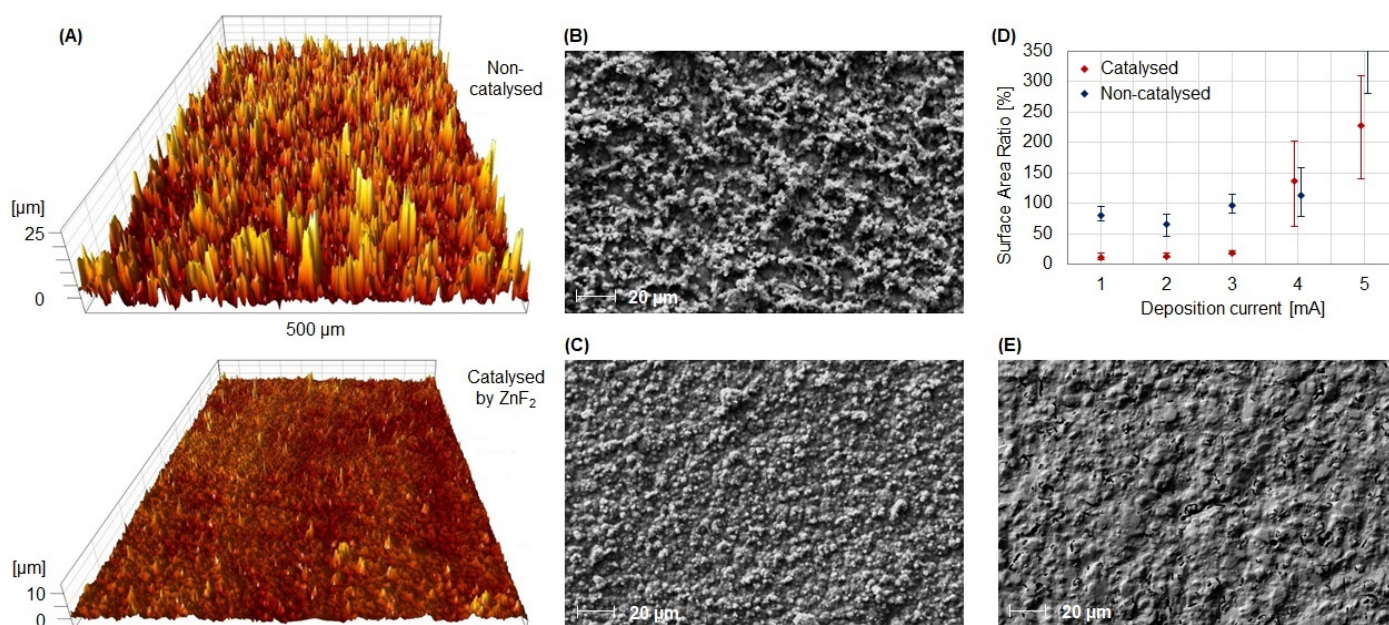 (A)
Non-
catalysed
[µm]
25
0
500 µm
Catalysed
by ZnF₂
[µm]
10
0
(B)
20 µm
(C)
20 µm
(D)
350
300
250
200
150
100
50
0
Surface Area Ratio [%]
Catalysed
Non-catalysed
1 2 3 4 5
Deposition current [mA]
(E)
20 µm